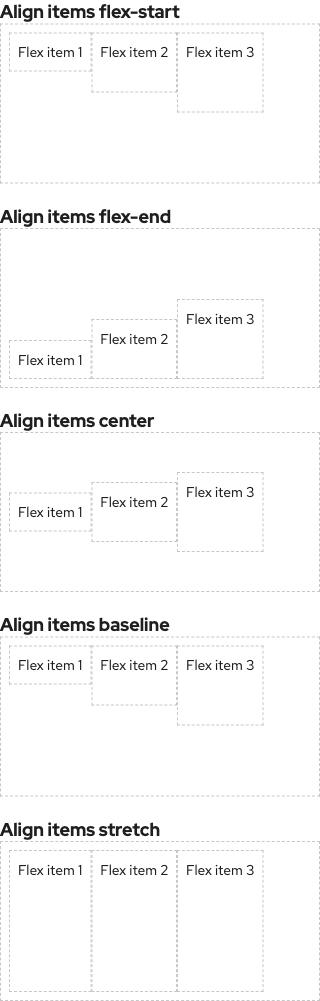 Align items flex-start
Flex item 1 Flex item 2 Flex item 3
Align items flex-end
Flex item 3
Flex item 2
Flex item 1
Align items center
Flex item 3
Flex item 2
Flex item 1
Align items baseline
Flex item 1 Flex item 2 Flex item 3
Align items stretch
Flex item 1 Flex item 2 Flex item 3